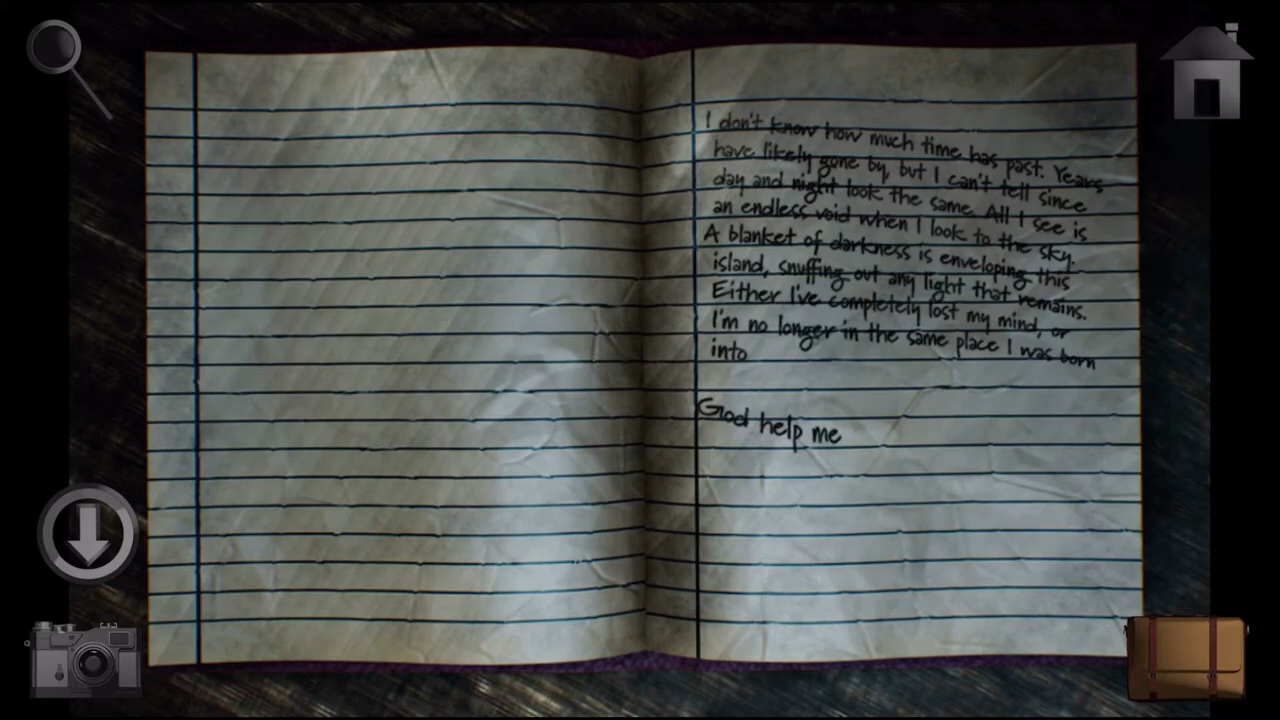 I don't know how much time has past. Years
have likely gone by, but I can't tell since
day and night look the same. All I see is
an endless void when I look to the sky.
A blanket of darkness is enveloping this
island, snuffing out any light that remains.
Either I've completely lost my mind, or
I'm no longer in the same place I was born
into
God help me